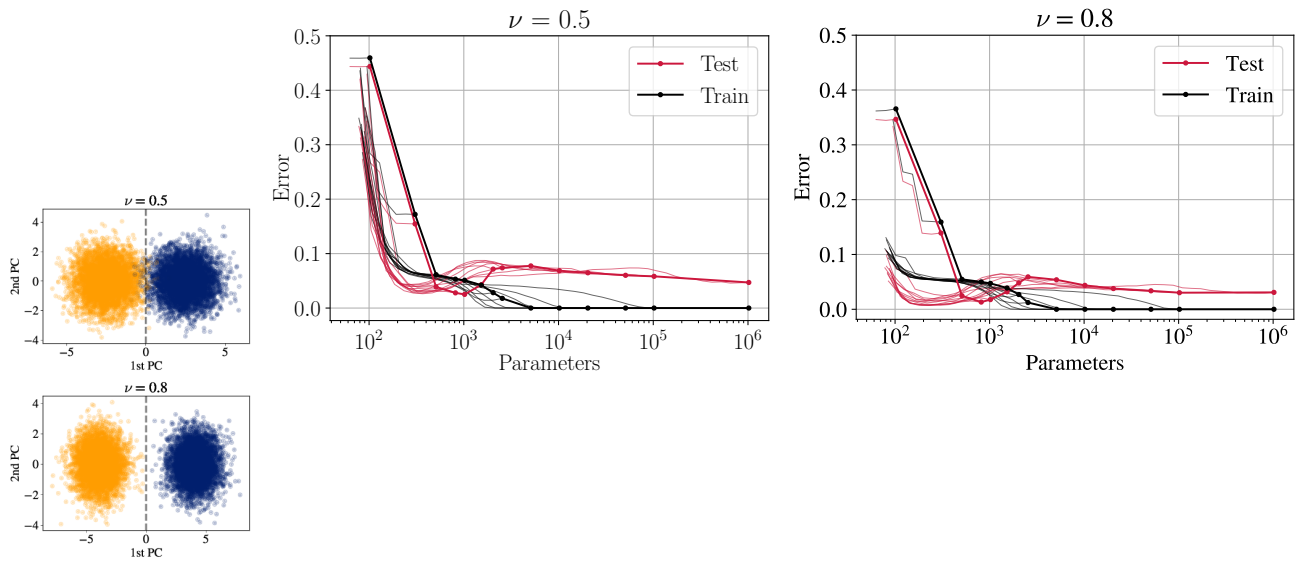 ν = 0.5
2nd PC
4
2
0
−2
−4
−5
0
5
1st PC
ν = 0.8
2nd PC
4
2
0
−2
−4
−5
0
5
1st PC
ν = 0.5
Error
0.5
0.4
0.3
0.2
0.1
0.0
Test
Train
10²
10³
10⁴
10⁵
10⁶
Parameters
ν = 0.8
Error
0.5
0.4
0.3
0.2
0.1
0.0
Test
Train
10²
10³
10⁴
10⁵
10⁶
Parameters